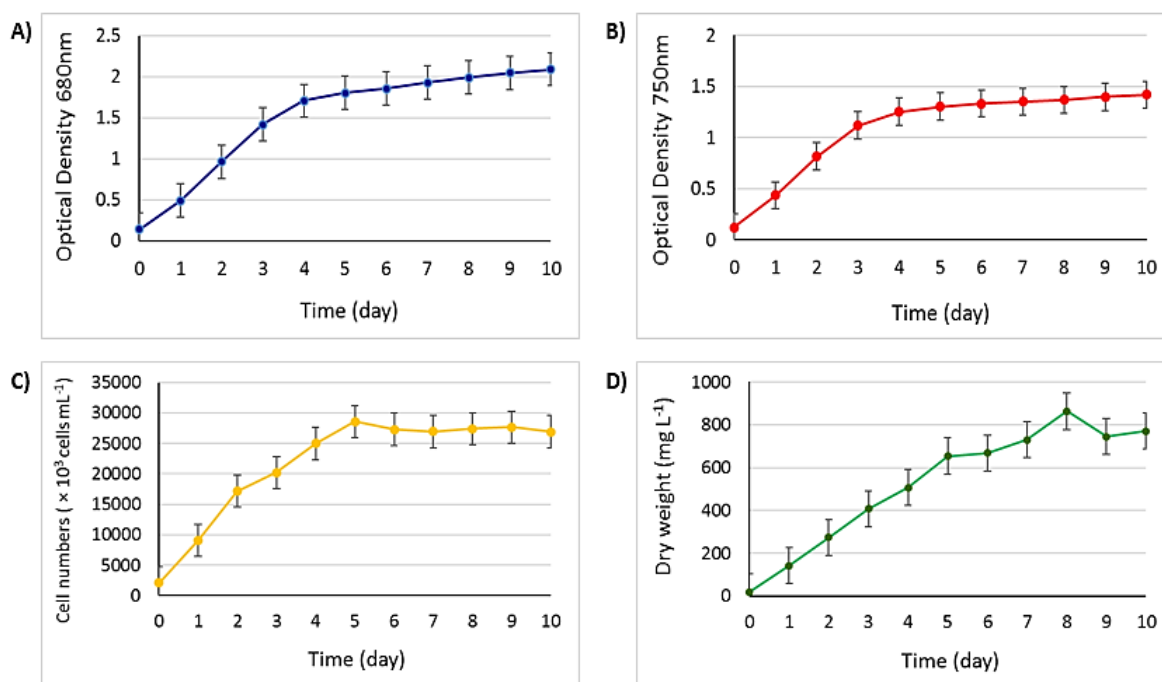 A)
Optical Density 680nm
2.5
2
1.5
1
0.5
0
0 1 2 3 4 5 6 7 8 9 10
Time (day)
B)
Optical Density 750nm
2
1.5
1
0.5
0
0 1 2 3 4 5 6 7 8 9 10
Time (day)
C)
Cell numbers ( × 10³ cells mL⁻¹)
35000
30000
25000
20000
15000
10000
5000
0
0 1 2 3 4 5 6 7 8 9 10
Time (day)
D)
Dry weight (mg L⁻¹)
1000
800
600
400
200
0
0 1 2 3 4 5 6 7 8 9 10
Time (day)